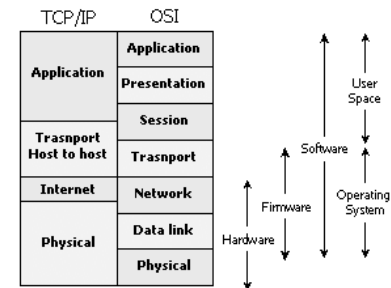 TCP/IP
OSI
Application
Trasnport
Host to host
Internet
Physical
Application
Presentation
Session
Trasnport
Network
Data link
Physical
Hardware
Firmware
Software
User
Space
Operating
System